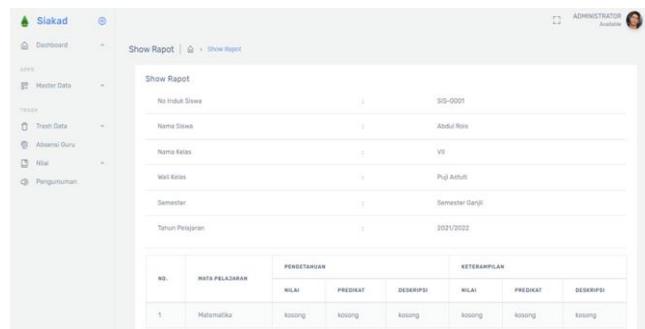 Siakad
ADMINISTRATOR
Available
Dashboard
Show Rapot | > Show Rapot
APPS
Master Data
TRASH
Trash Data
Absensi Guru
Nilai
Pengumuman
Show Rapot
No Induk Siswa : SIS-0001
Nama Siswa : Abdul Rois
Nama Kelas : VII
Wali Kelas : Puji Astuti
Semester : Semester Ganjil
Tahun Pelajaran : 2021/2022
NO. MATA PELAJARAN PENGETAHUAN KETERAMPILAN
NILAI PREDIKAT DESKRIPSI NILAI PREDIKAT DESKRIPSI
1 Matematika kosong kosong kosong kosong kosong kosong